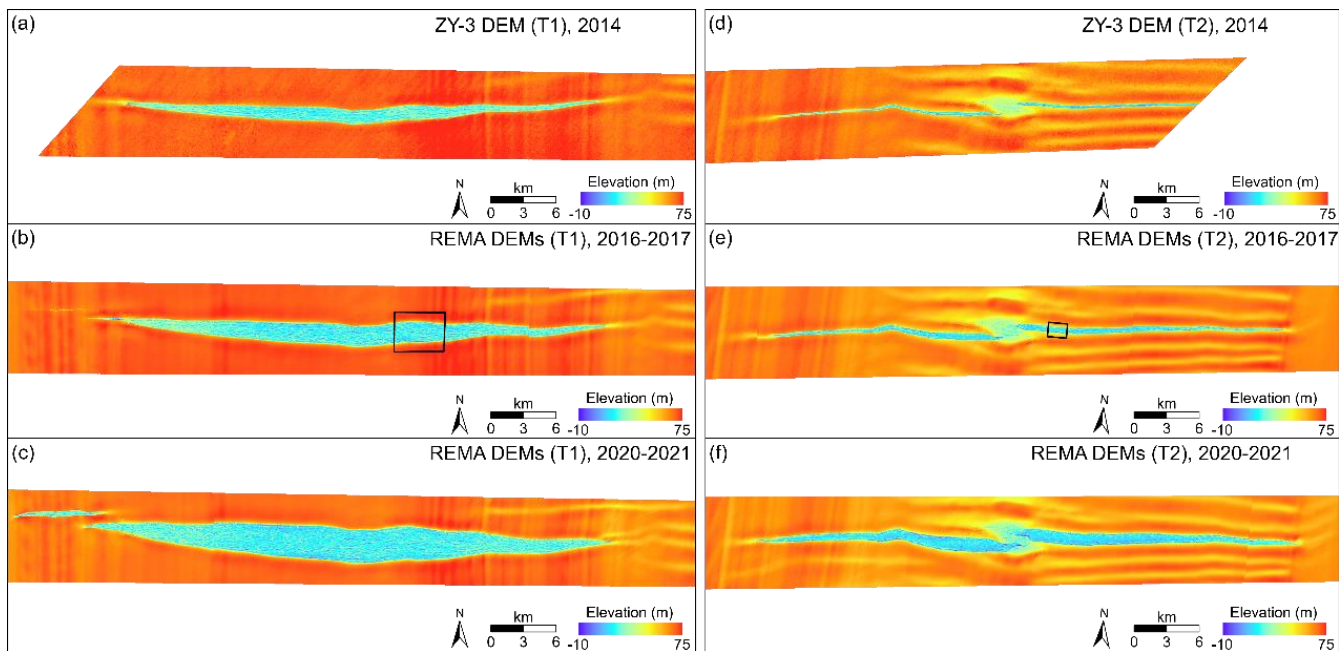 (a)
ZY-3 DEM (T1), 2014
N
km
0 3 6
Elevation (m)
-10 75
(b)
REMA DEMs (T1), 2016-2017
N
km
0 3 6
Elevation (m)
-10 75
(c)
REMA DEMs (T1), 2020-2021
N
km
0 3 6
Elevation (m)
-10 75
(d)
ZY-3 DEM (T2), 2014
N
km
0 3 6
Elevation (m)
-10 75
(e)
REMA DEMs (T2), 2016-2017
N
km
0 3 6
Elevation (m)
-10 75
(f)
REMA DEMs (T2), 2020-2021
N
km
0 3 6
Elevation (m)
-10 75